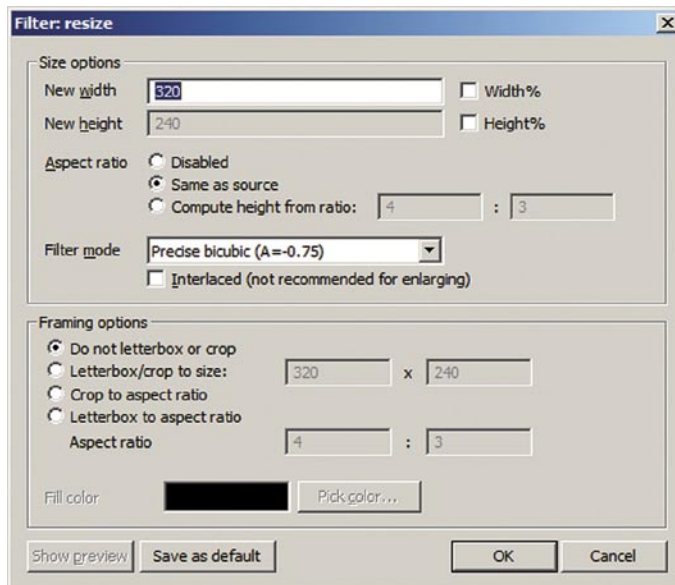 Filter: resize
Size options
New width 320 Width%
New height 240 Height%
Aspect ratio Disabled
Same as source
Compute height from ratio: 4 : 3
Filter mode Precise bicubic (A=-0.75)
Interlaced (not recommended for enlarging)
Framing options
Do not letterbox or crop
Letterbox/crop to size: 320 x 240
Crop to aspect ratio
Letterbox to aspect ratio
Aspect ratio 4 : 3
Fill color Pick color...
Show preview Save as default OK Cancel